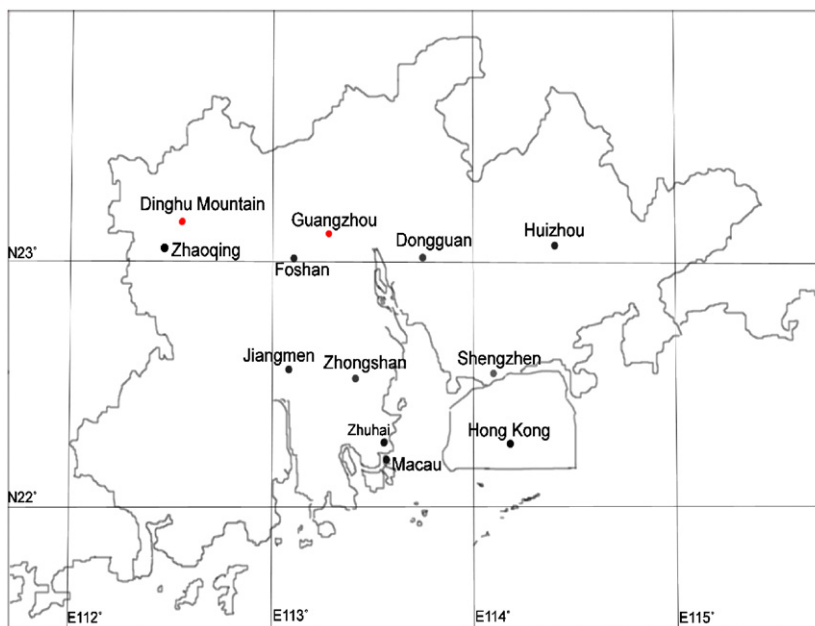 Dinghu Mountain
Guangzhou
Huizhou
Dongguan
Zhaoqing
N23°
Foshan
Jiangmen
Zhongshan
Shengzhen
Zhuhai
Hong Kong
Macau
N22°
E112°
E113°
E114°
E115°